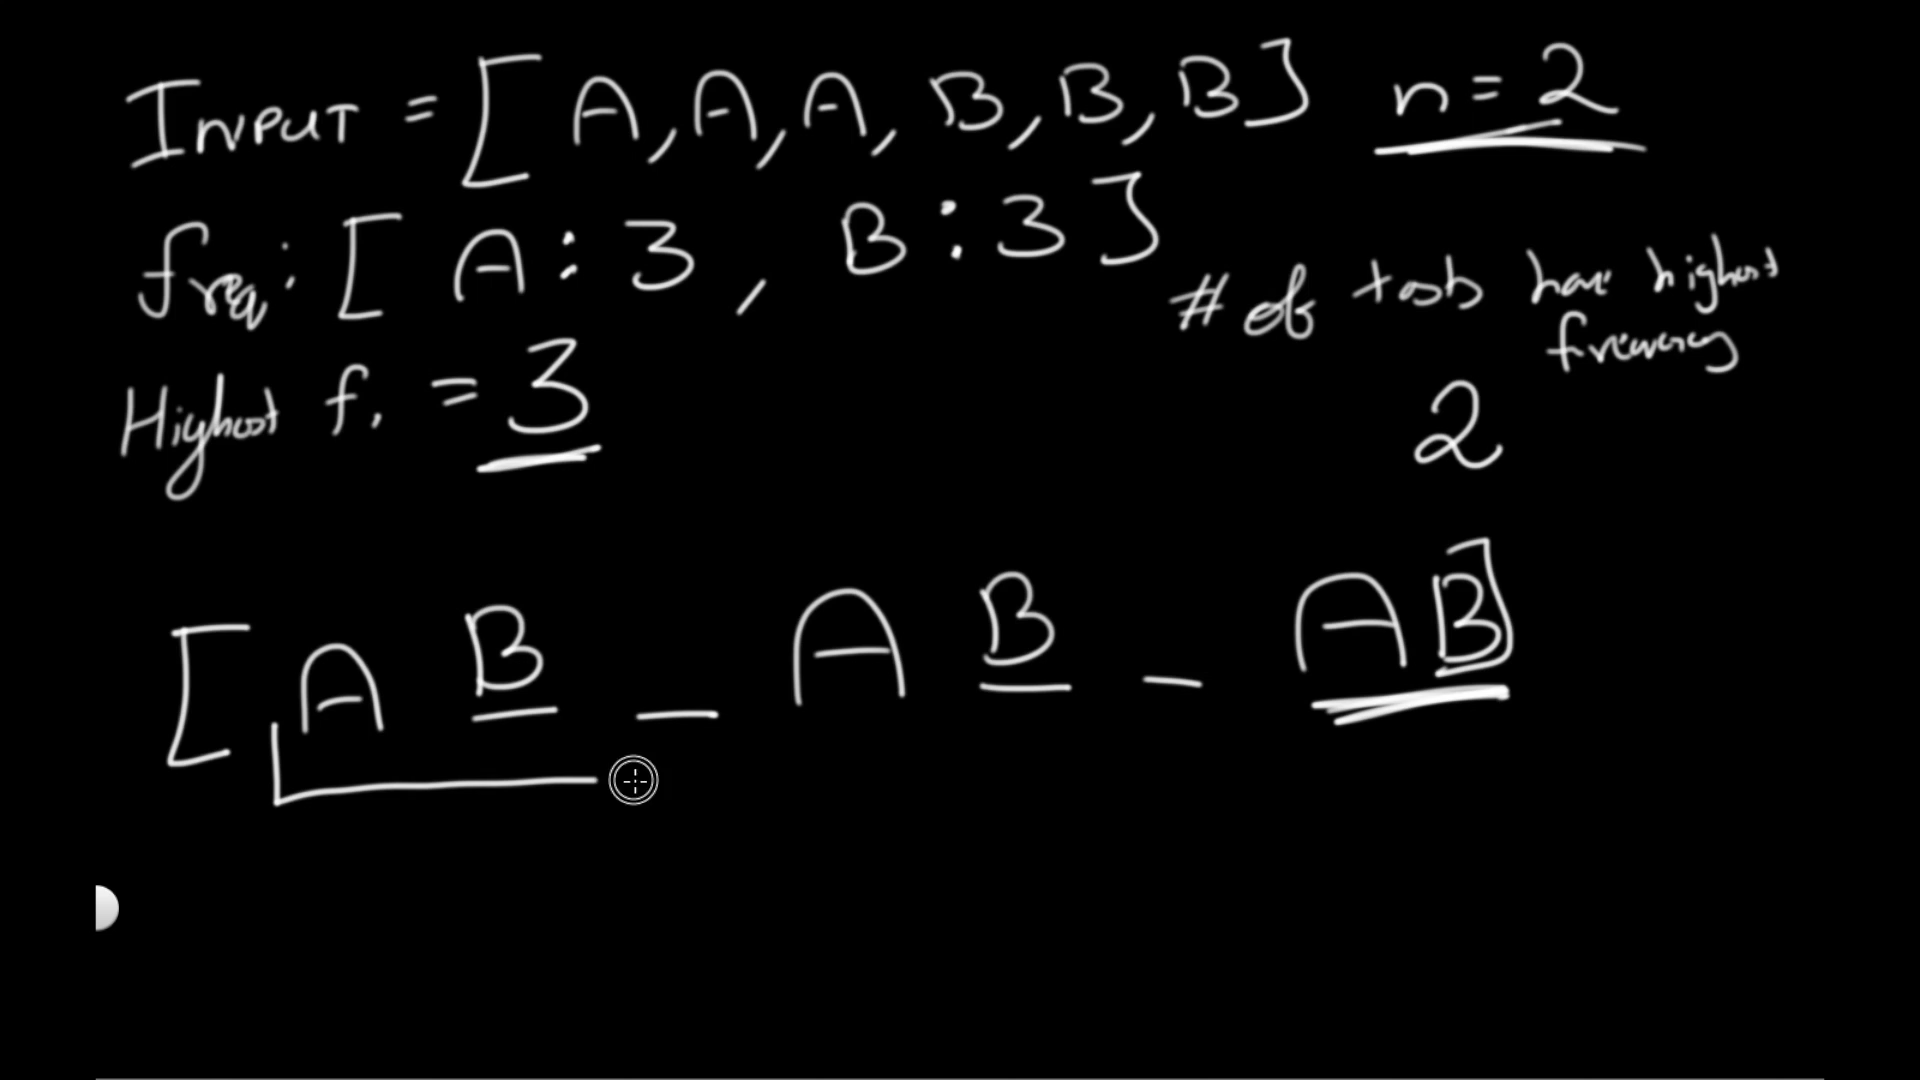 INPUT = [A, A, A, B, B, B] n = 2
freq: [A : 3, B : 3]
# of tasks have highest
frequency
Highest f. = 3
2
[A B _ A B _ A B]